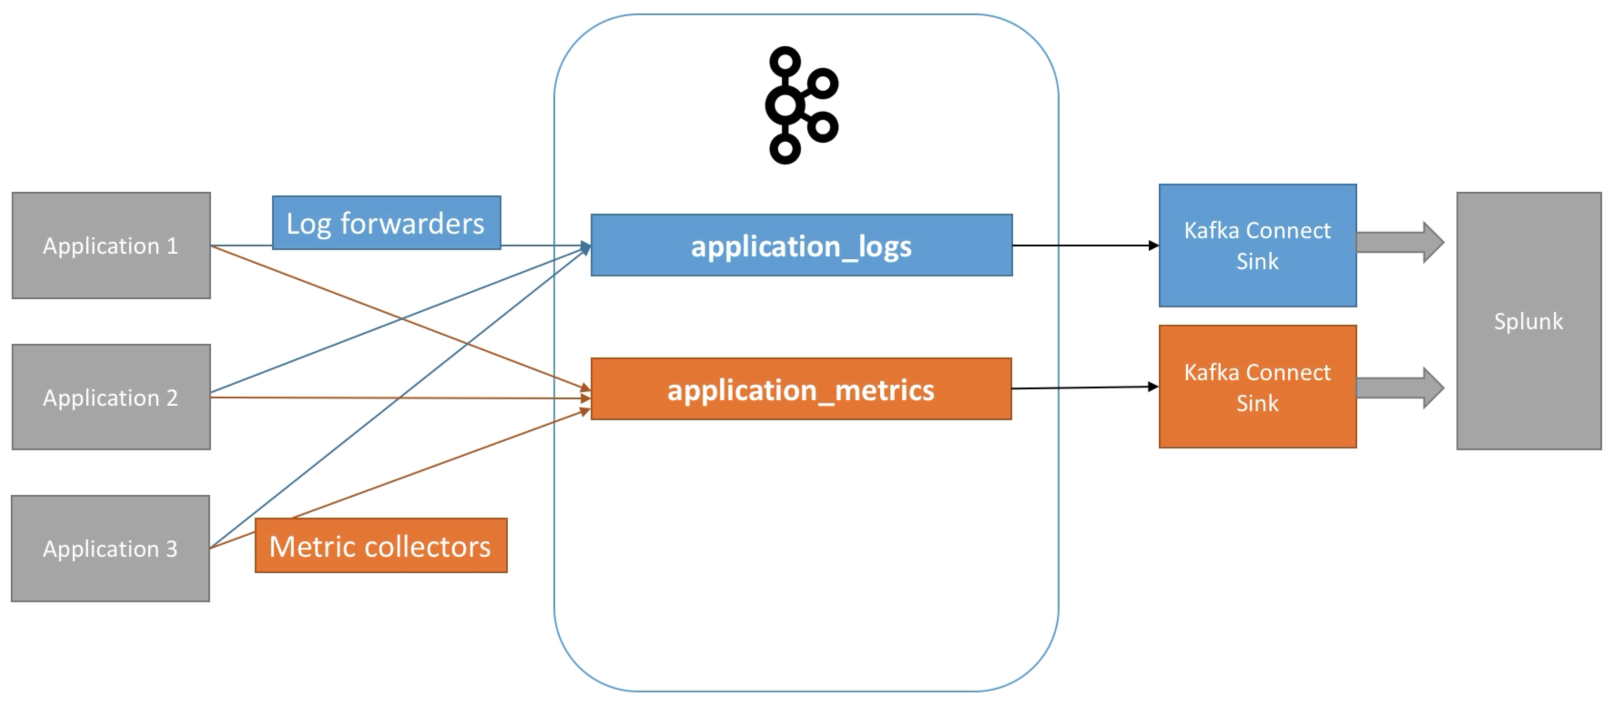 Application 1
Log forwarders
application_logs
Kafka Connect
Sink
Splunk
Application 2
application_metrics
Kafka Connect
Sink
Application 3
Metric collectors